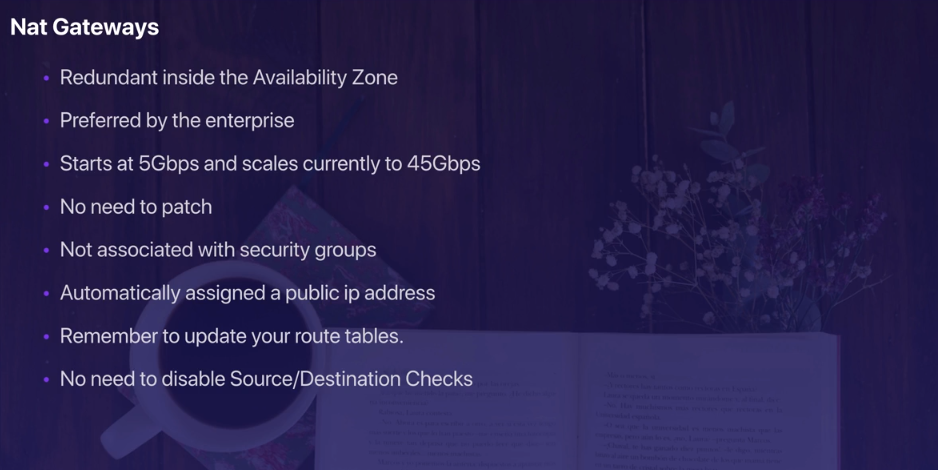 Nat Gateways
• Redundant inside the Availability Zone
• Preferred by the enterprise
• Starts at 5Gbps and scales currently to 45Gbps
• No need to patch
• Not associated with security groups
• Automatically assigned a public ip address
• Remember to update your route tables.
• No need to disable Source/Destination Checks